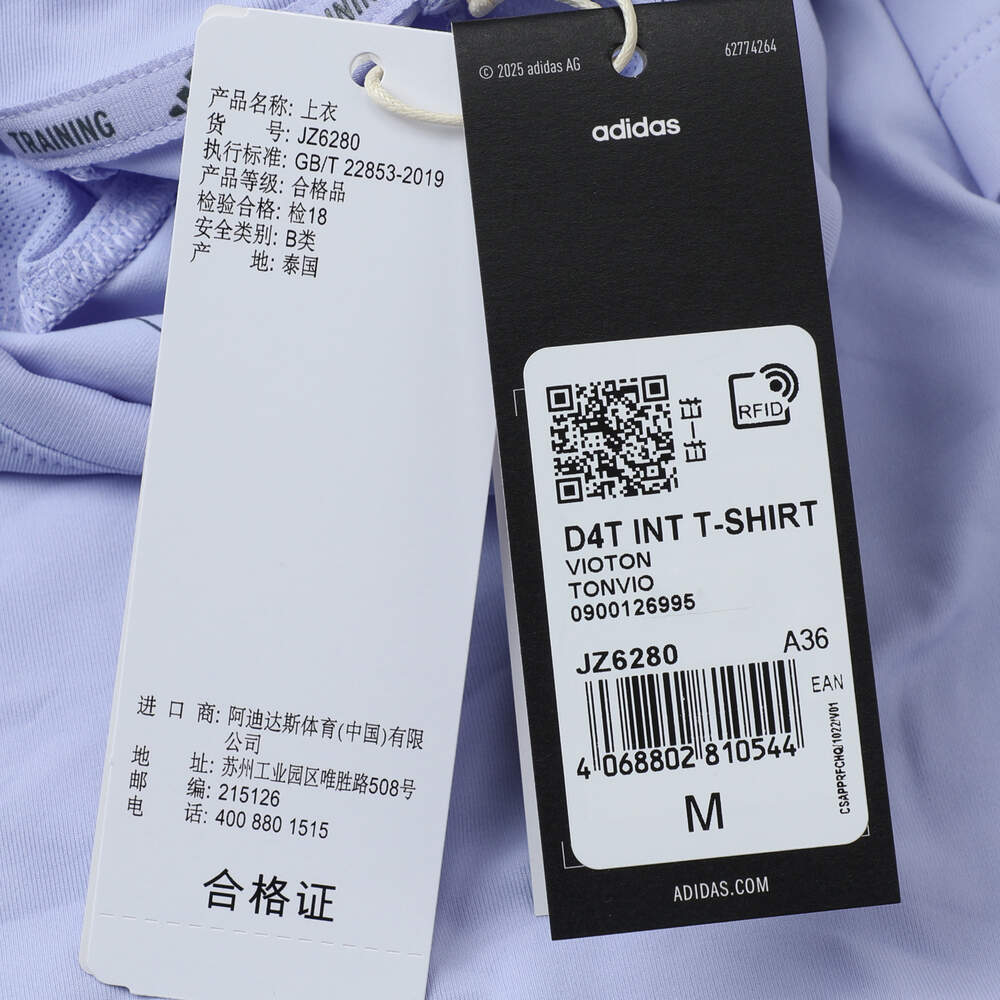 TRAINING
TRAINING
产品名称: 上衣
货 号: JZ6280
执行标准: GB/T 22853-2019
产品等级: 合格品
检验合格: 检18
安全类别: B类
产 地: 泰国
进 口 商: 阿迪达斯体育(中国)有限
公司
地 址: 苏州工业园区唯胜路508号
邮 编: 215126
电 话: 400 880 1515
合格证
© 2025 adidas AG
62774264
adidas
RFID
D4T INT T-SHIRT
VIOTON
TONVIO
0900126995
JZ6280
A36
EAN
4 068802 810544
CSAPPRFCHQ/1022/V01
M
ADIDAS.COM